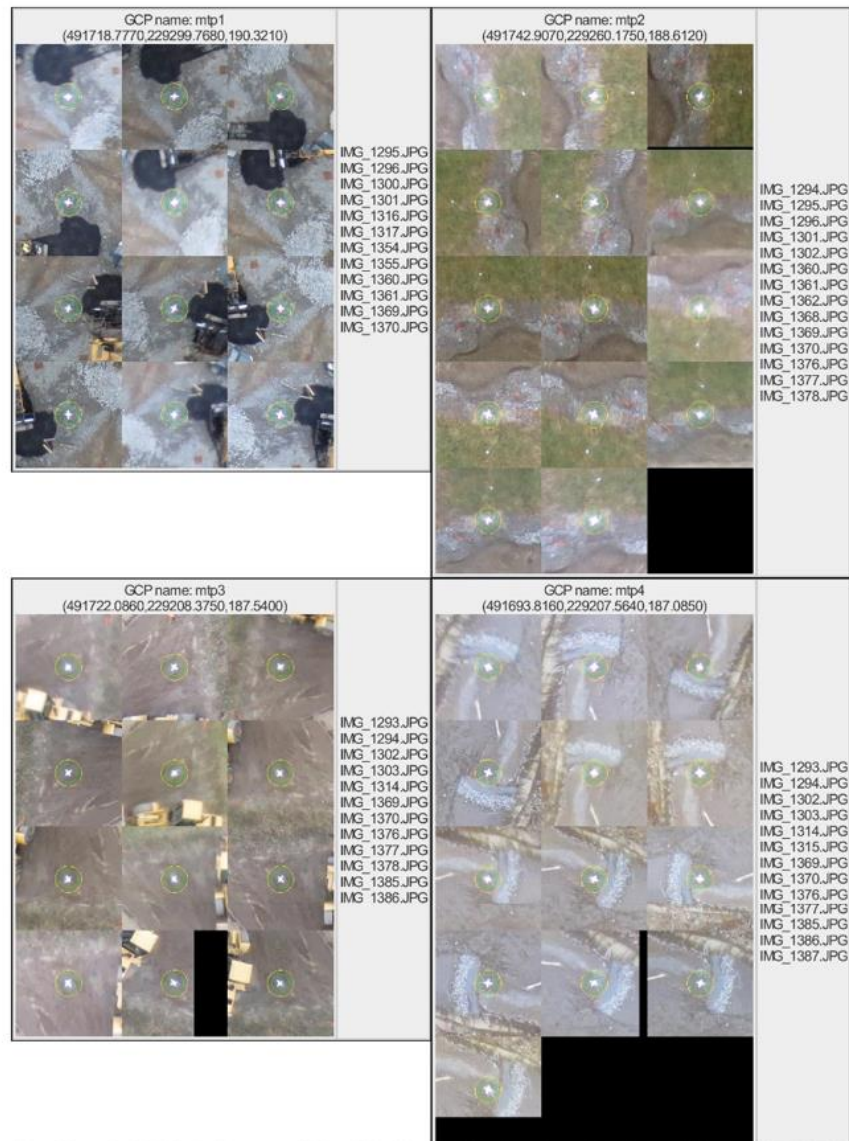 GCP name: mtp1
(491718.7770,229299.7680,190.3210)
IMG_1295.JPG
IMG_1296.JPG
IMG_1300.JPG
IMG_1301.JPG
IMG_1316.JPG
IMG_1317.JPG
IMG_1354.JPG
IMG_1355.JPG
IMG_1360.JPG
IMG_1361.JPG
IMG_1369.JPG
IMG_1370.JPG
GCP name: mtp2
(491742.9070,229260.1750,188.6120)
IMG_1294.JPG
IMG_1295.JPG
IMG_1296.JPG
IMG_1301.JPG
IMG_1302.JPG
IMG_1360.JPG
IMG_1361.JPG
IMG_1362.JPG
IMG_1368.JPG
IMG_1369.JPG
IMG_1370.JPG
IMG_1376.JPG
IMG_1377.JPG
IMG_1378.JPG
GCP name: mtp3
(491722.0860,229208.3750,187.5400)
IMG_1293.JPG
IMG_1294.JPG
IMG_1302.JPG
IMG_1303.JPG
IMG_1314.JPG
IMG_1369.JPG
IMG_1370.JPG
IMG_1376.JPG
IMG_1377.JPG
IMG_1378.JPG
IMG_1385.JPG
IMG_1386.JPG
GCP name: mtp4
(491693.8160,229207.5640,187.0850)
IMG_1293.JPG
IMG_1294.JPG
IMG_1302.JPG
IMG_1303.JPG
IMG_1314.JPG
IMG_1315.JPG
IMG_1369.JPG
IMG_1370.JPG
IMG_1376.JPG
IMG_1377.JPG
IMG_1385.JPG
IMG_1386.JPG
IMG_1387.JPG